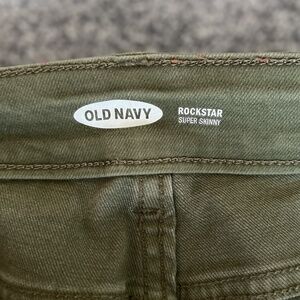 OLD NAVY
ROCKSTAR
SUPER SKINNY